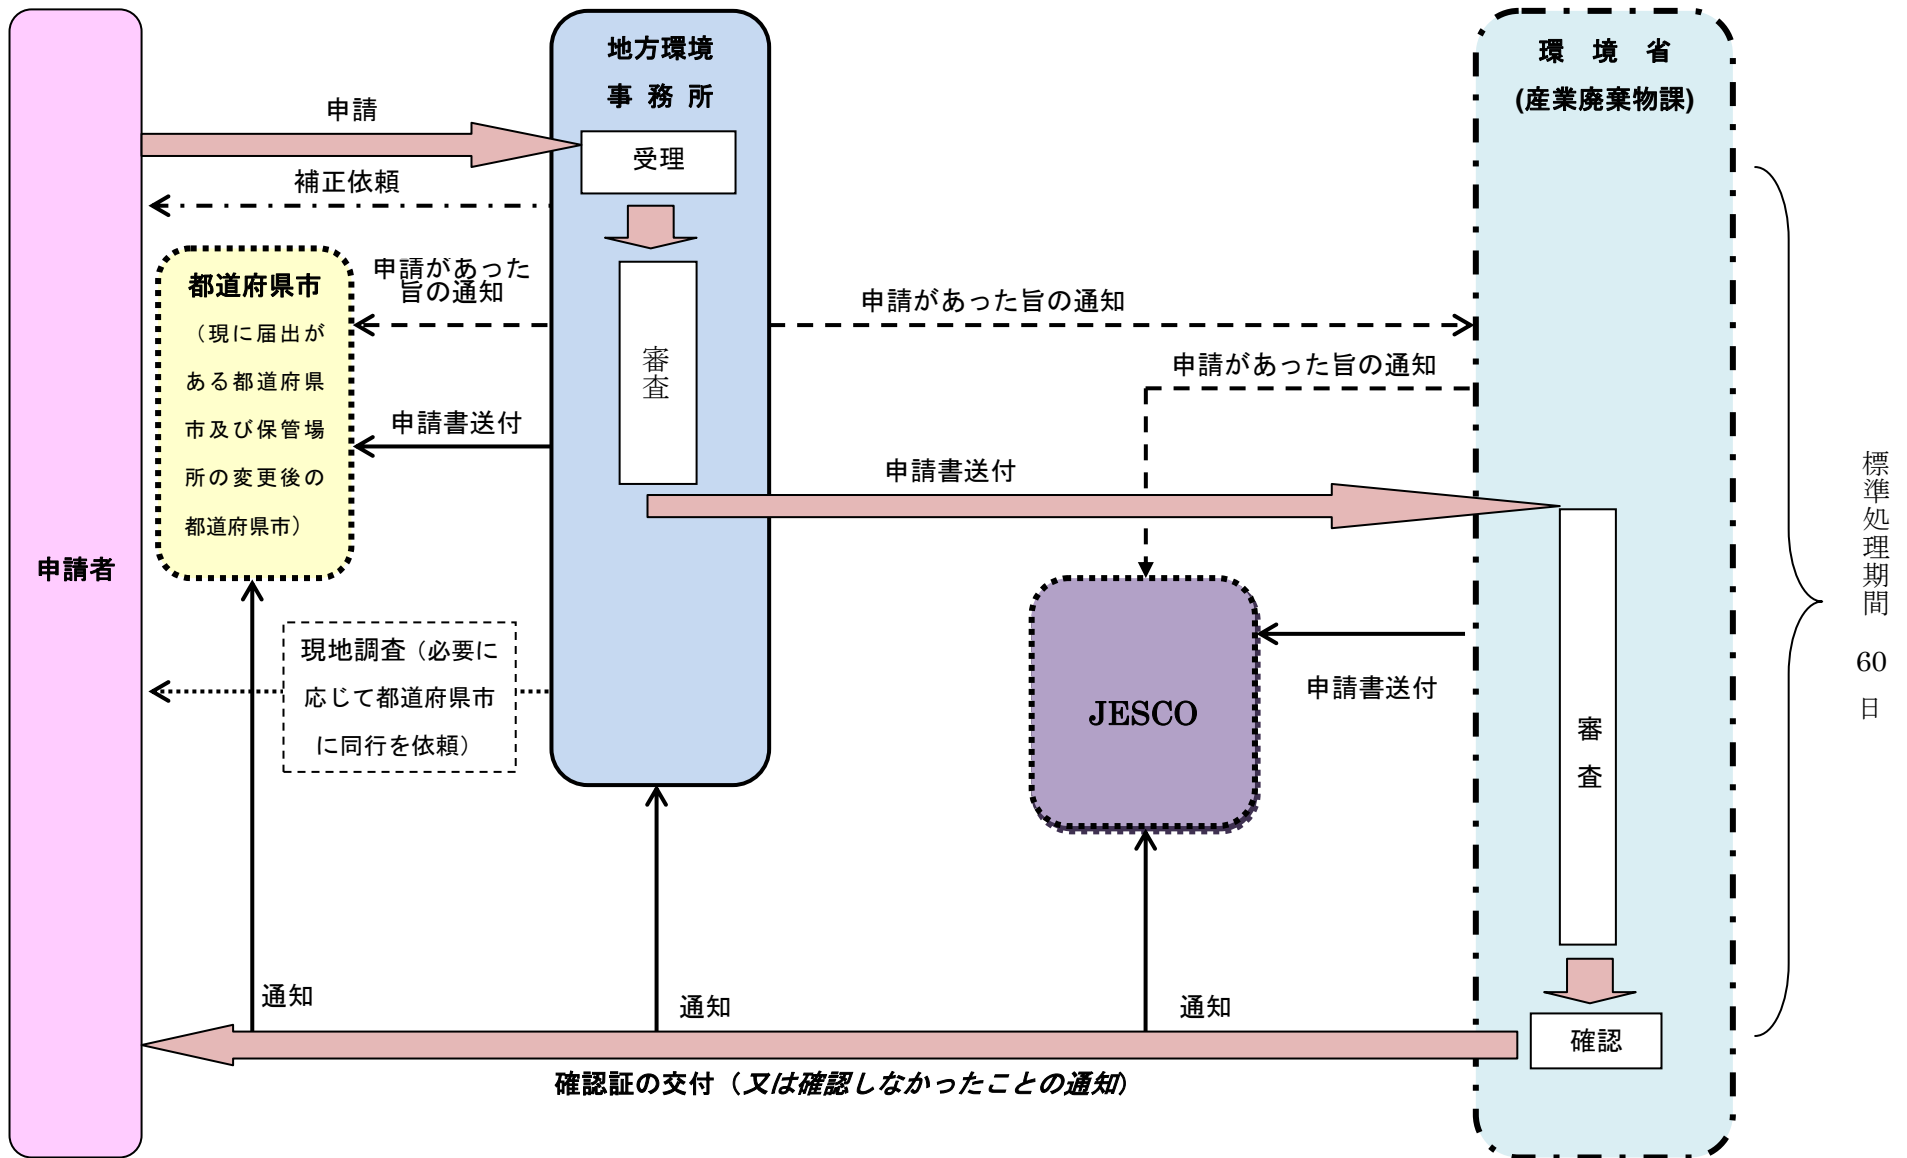 地方環境
事 務 所
環 境 省
(産業廃棄物課)
申請
受理
補正依頼
申請があった
旨の通知
申請があった旨の通知
都道府県市
（現に届出が
ある都道府県
市及び保管場
所の変更後の
都道府県市）
審査
申請があった旨の通知
申請書送付
申請書送付
申請者
現地調査（必要に
応じて都道府県市
に同行を依頼）
JESCO
申請書送付
審
査
標準処理期間 60 日
通知
通知
通知
確認
確認証の交付（又は確認しなかったことの通知）